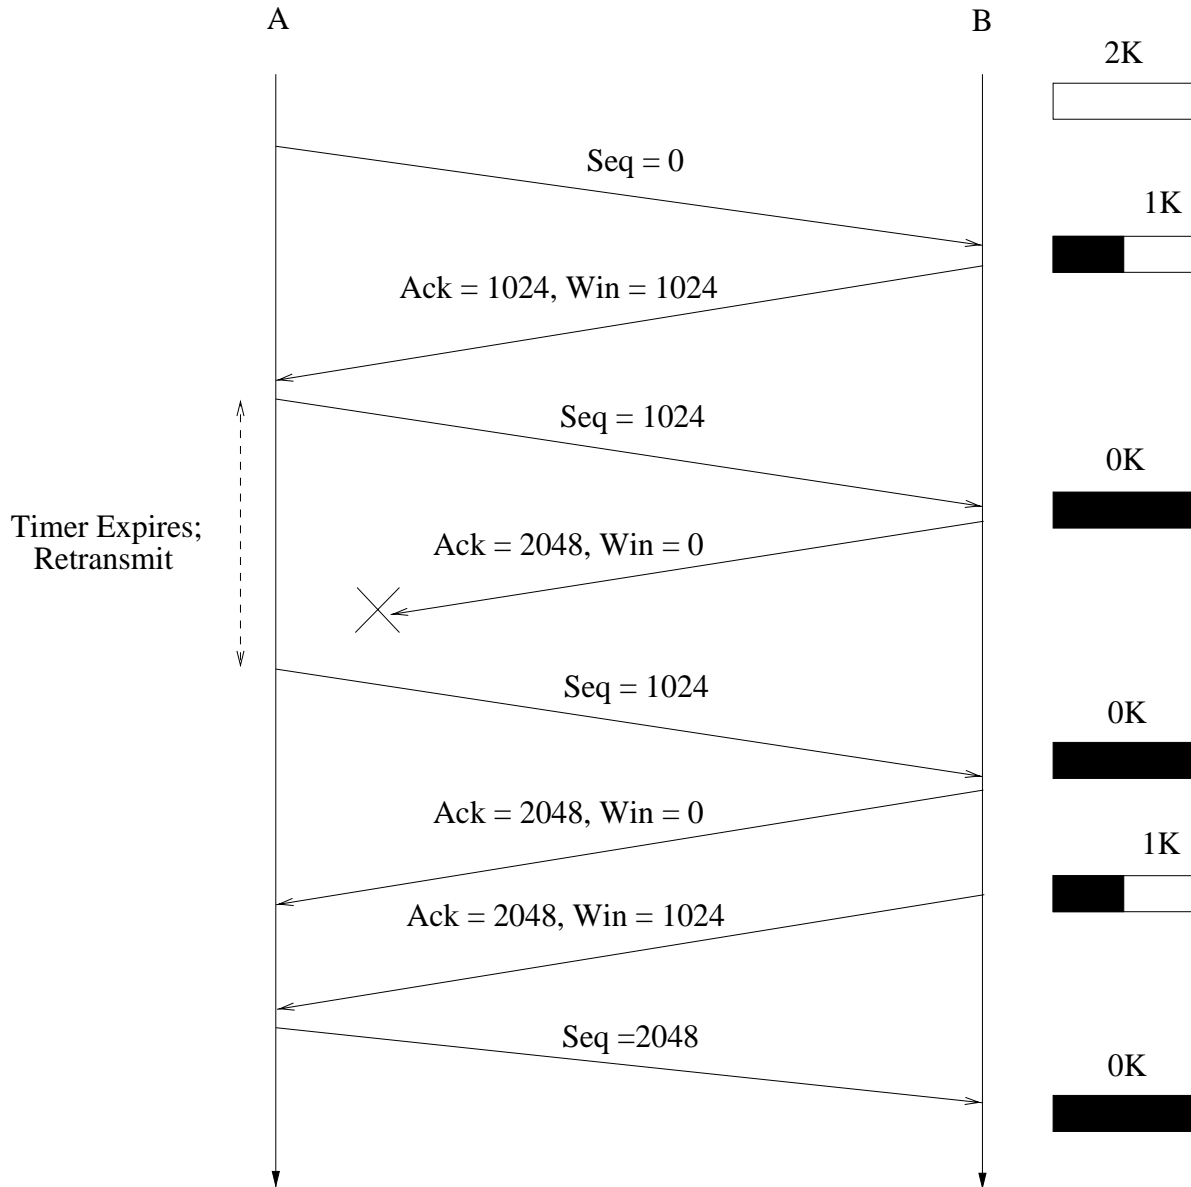 A
B
2K
Seq = 0
1K
Ack = 1024, Win = 1024
Seq = 1024
0K
Timer Expires;
Retransmit
Ack = 2048, Win = 0
Seq = 1024
0K
Ack = 2048, Win = 0
1K
Ack = 2048, Win = 1024
Seq =2048
0K